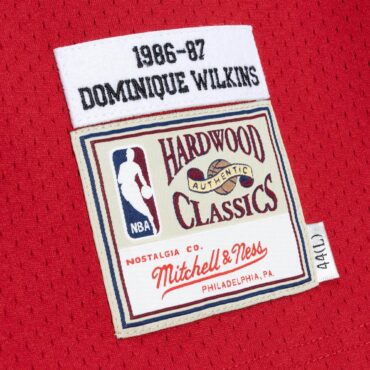 1986-87
DOMINIQUE WILKINS
HARDWOOD
AUTHENTIC
CLASSICS
NBA
NOSTALGIA CO.
Mitchell & Ness
PHILADELPHIA, PA.
44(L)